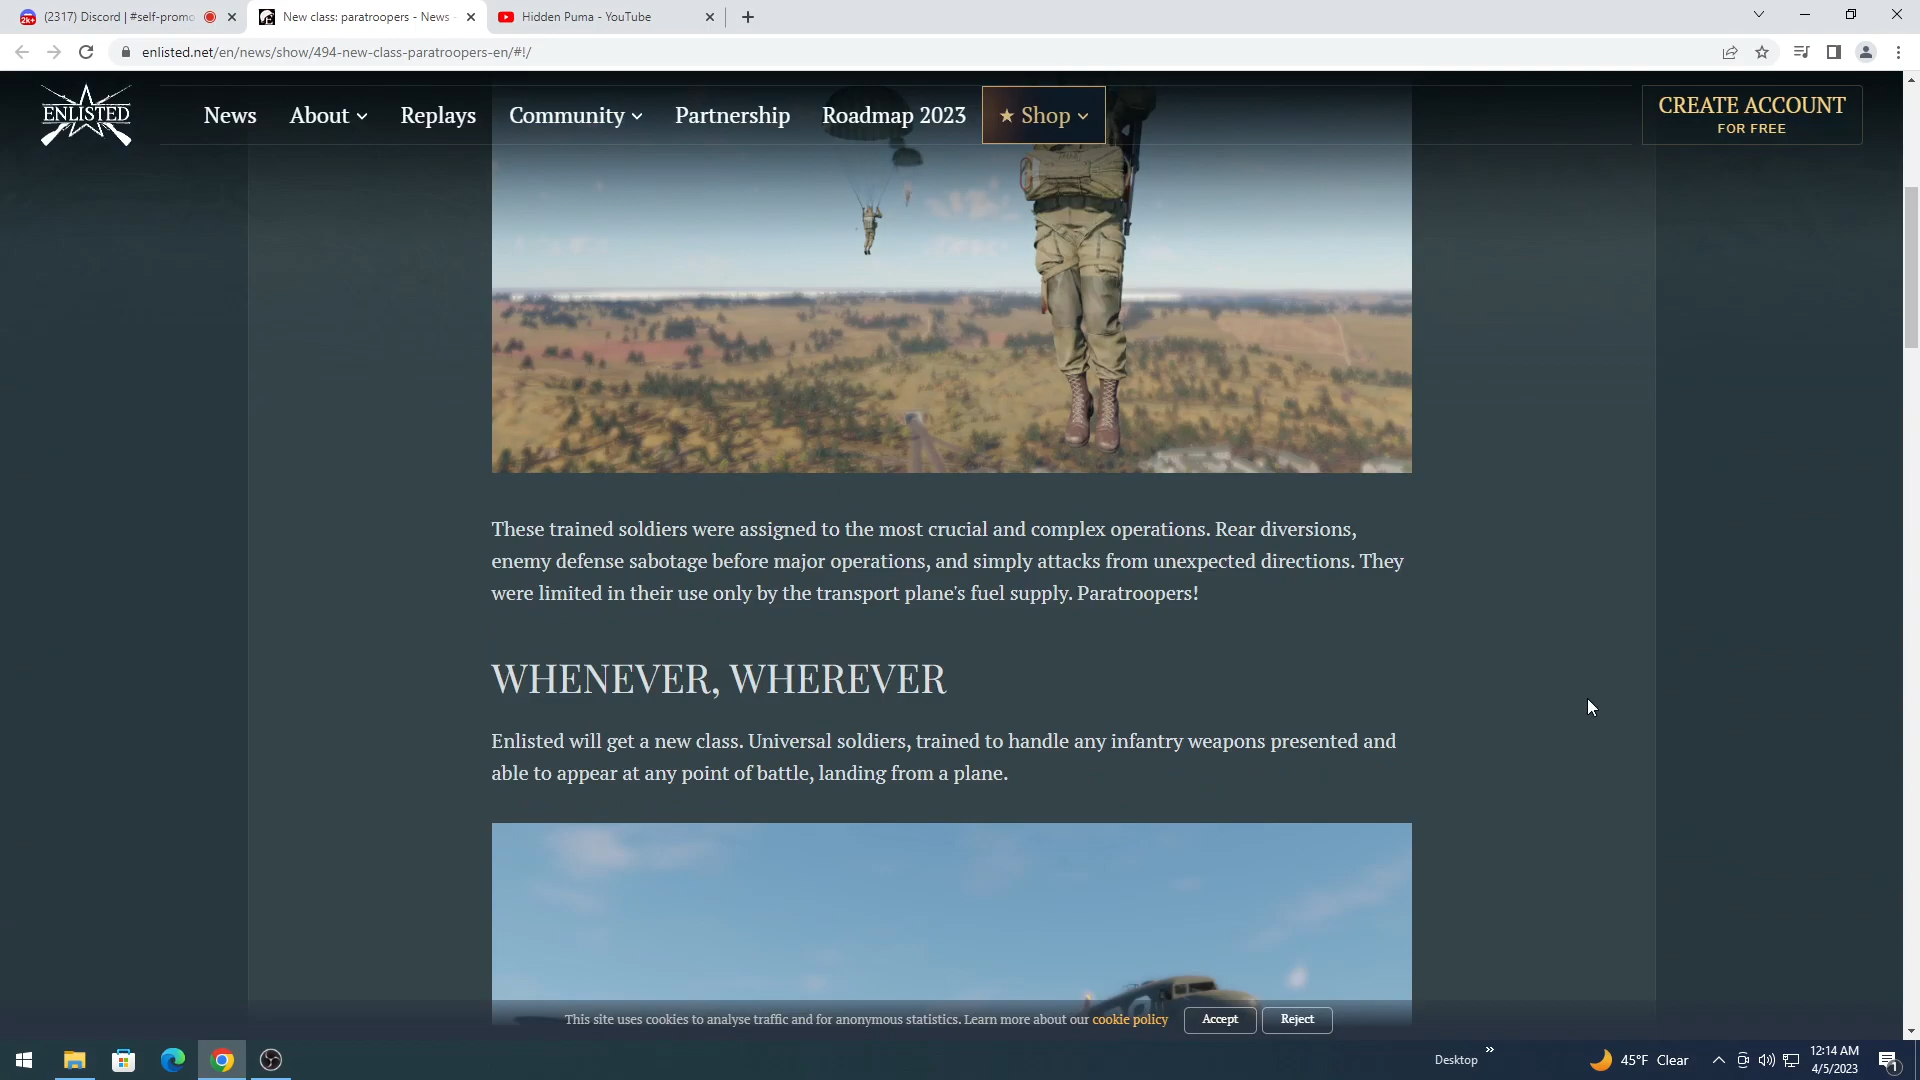 (2317) Discord | #self-promo
New class: paratroopers - News
Hidden Puma - YouTube
enlisted.net/en/news/show/494-new-class-paratroopers-en/#!/
ENLISTED
News
About
Replays
Community
Partnership
Roadmap 2023
★ Shop
CREATE ACCOUNT
FOR FREE
These trained soldiers were assigned to the most crucial and complex operations. Rear diversions,
enemy defense sabotage before major operations, and simply attacks from unexpected directions. They
were limited in their use only by the transport plane's fuel supply. Paratroopers!
WHENEVER, WHEREVER
Enlisted will get a new class. Universal soldiers, trained to handle any infantry weapons presented and
able to appear at any point of battle, landing from a plane.
This site uses cookies to analyse traffic and for anonymous statistics. Learn more about our cookie policy
Accept
Reject
Desktop
45°F Clear
12:14 AM
4/5/2023
1